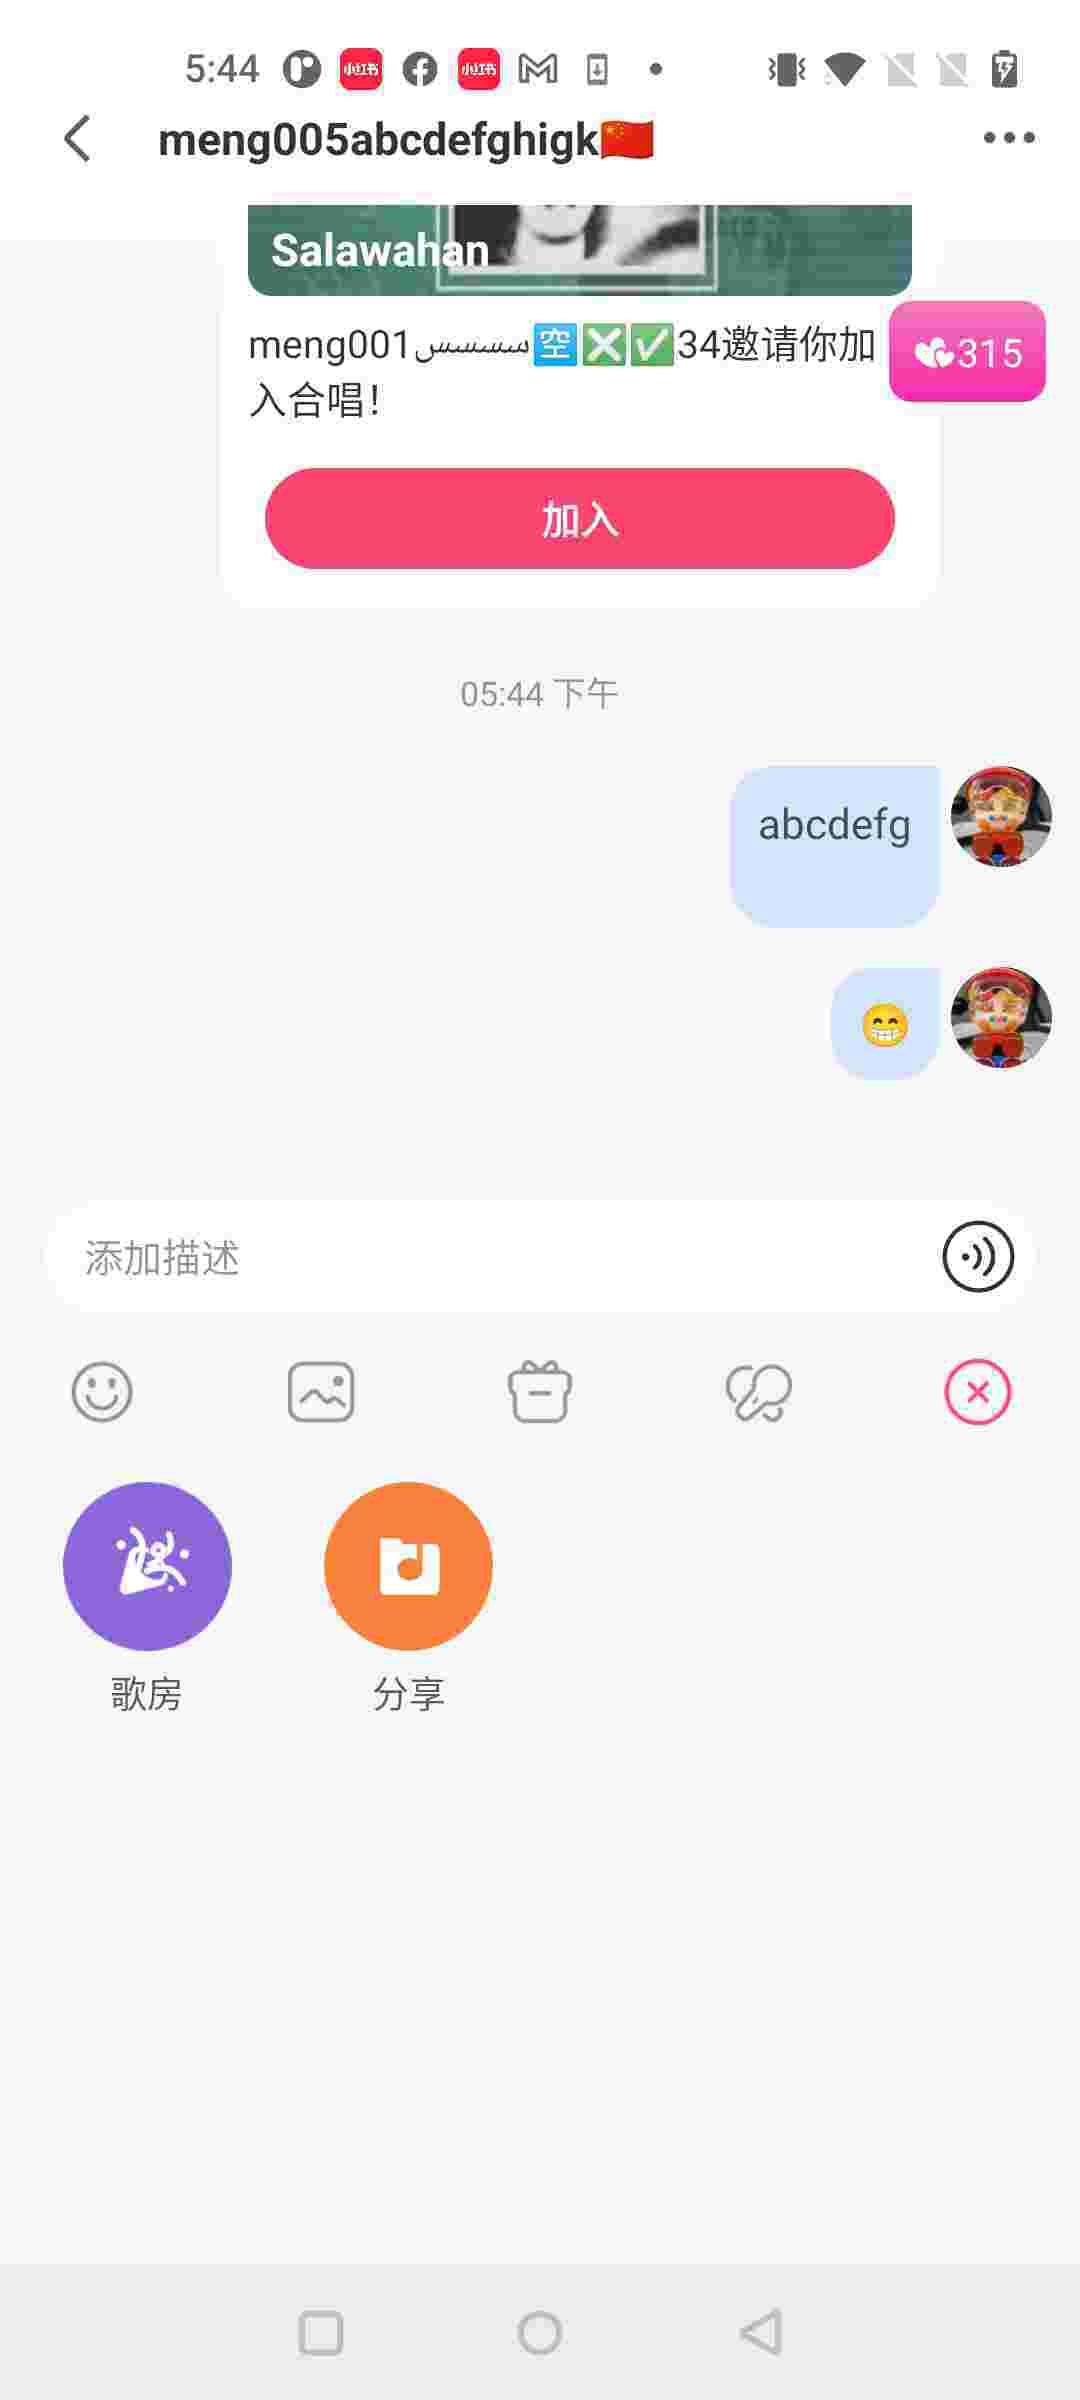 5:44
小红书
小红书
meng005abcdefghigk🇨🇳
Salawahan
meng001سسسسس🈳❎✅34邀请你加
入合唱！
315
加入
05:44 下午
abcdefg
😁
添加描述
歌房
分享